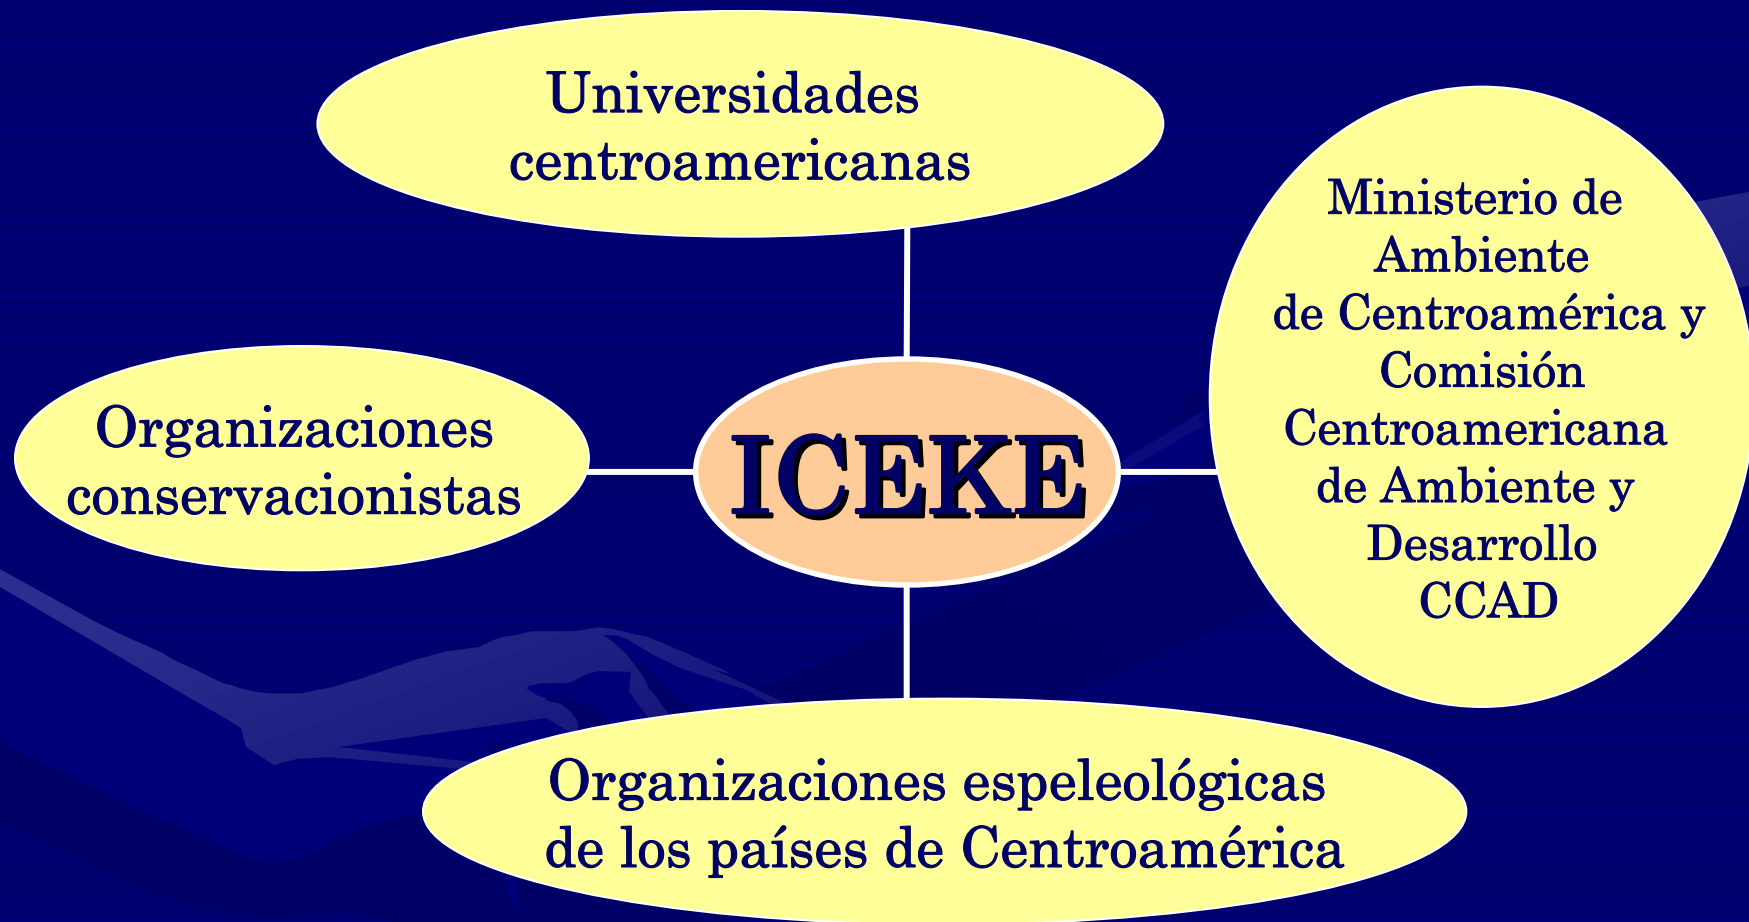 Universidades
centroamericanas
Ministerio de
Ambiente
de Centroamérica y
Comisión
Centroamericana
de Ambiente y
Desarrollo
CCAD
Organizaciones
conservacionistas
ICEKE
Organizaciones espeleológicas
de los países de Centroamérica